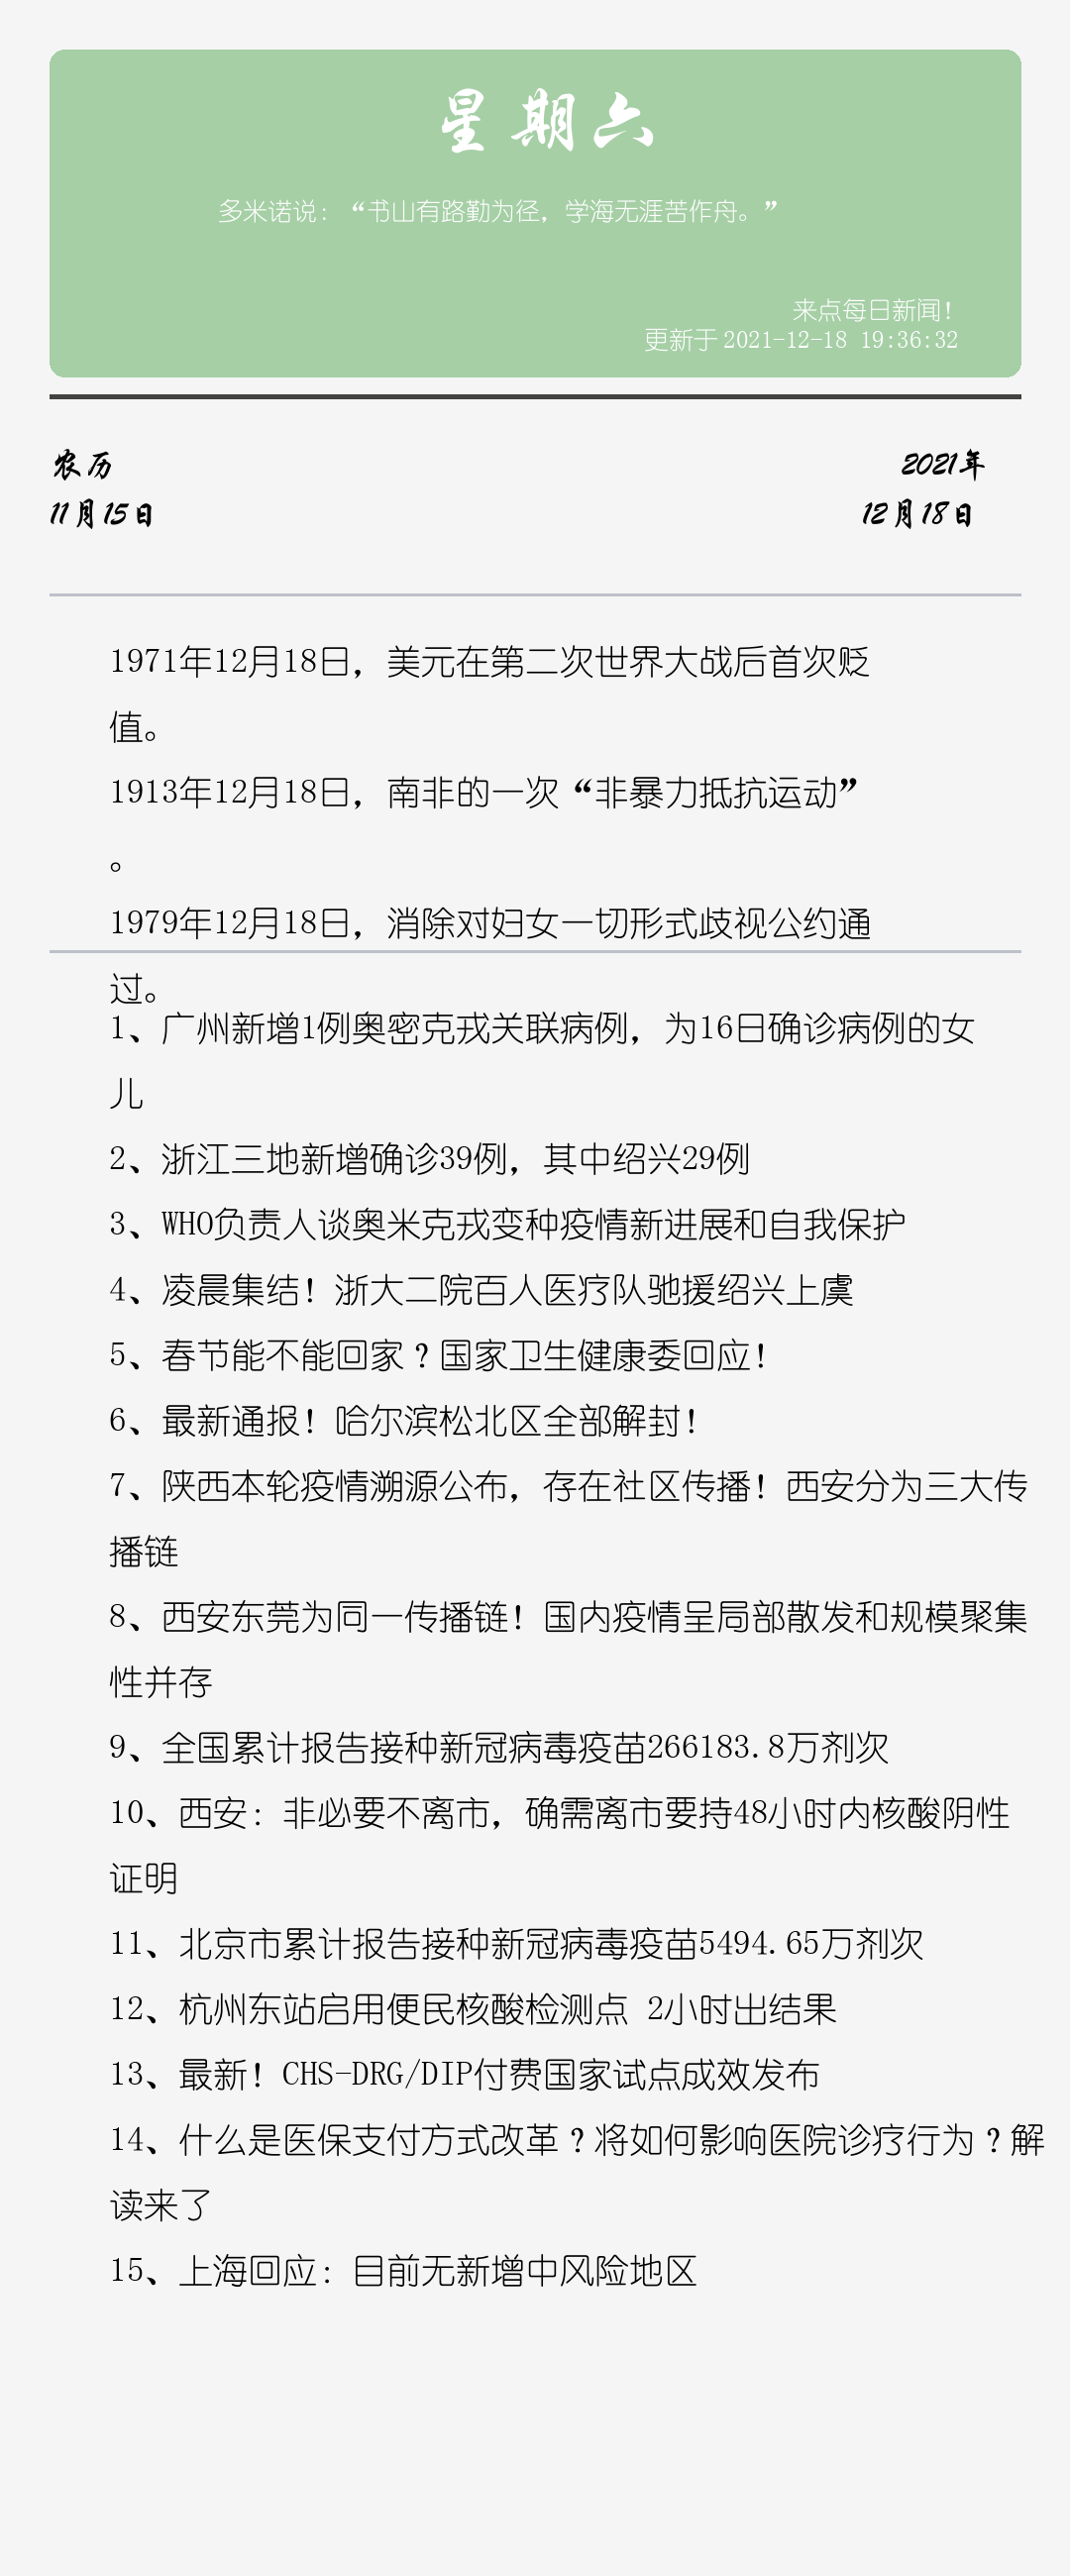 星期六
多米诺说：“书山有路勤为径，学海无涯苦作舟。”
来点每日新闻！
更新于 2021-12-18 19:36:32
农历
2021年
11月15日
12月18日
1971年12月18日，美元在第二次世界大战后首次贬
值。
1913年12月18日，南非的一次“非暴力抵抗运动”
。
1979年12月18日，消除对妇女一切形式歧视公约通
过。
1、广州新增1例奥密克戎关联病例，为16日确诊病例的女
儿
2、浙江三地新增确诊39例，其中绍兴29例
3、WHO负责人谈奥米克戎变种疫情新进展和自我保护
4、凌晨集结！浙大二院百人医疗队驰援绍兴上虞
5、春节能不能回家？国家卫生健康委回应！
6、最新通报！哈尔滨松北区全部解封！
7、陕西本轮疫情溯源公布，存在社区传播！西安分为三大传
播链
8、西安东莞为同一传播链！国内疫情呈局部散发和规模聚集
性并存
9、全国累计报告接种新冠病毒疫苗266183.8万剂次
10、西安：非必要不离市，确需离市要持48小时内核酸阴性
证明
11、北京市累计报告接种新冠病毒疫苗5494.65万剂次
12、杭州东站启用便民核酸检测点 2小时出结果
13、最新！CHS-DRG/DIP付费国家试点成效发布
14、什么是医保支付方式改革？将如何影响医院诊疗行为？解
读来了
15、上海回应：目前无新增中风险地区